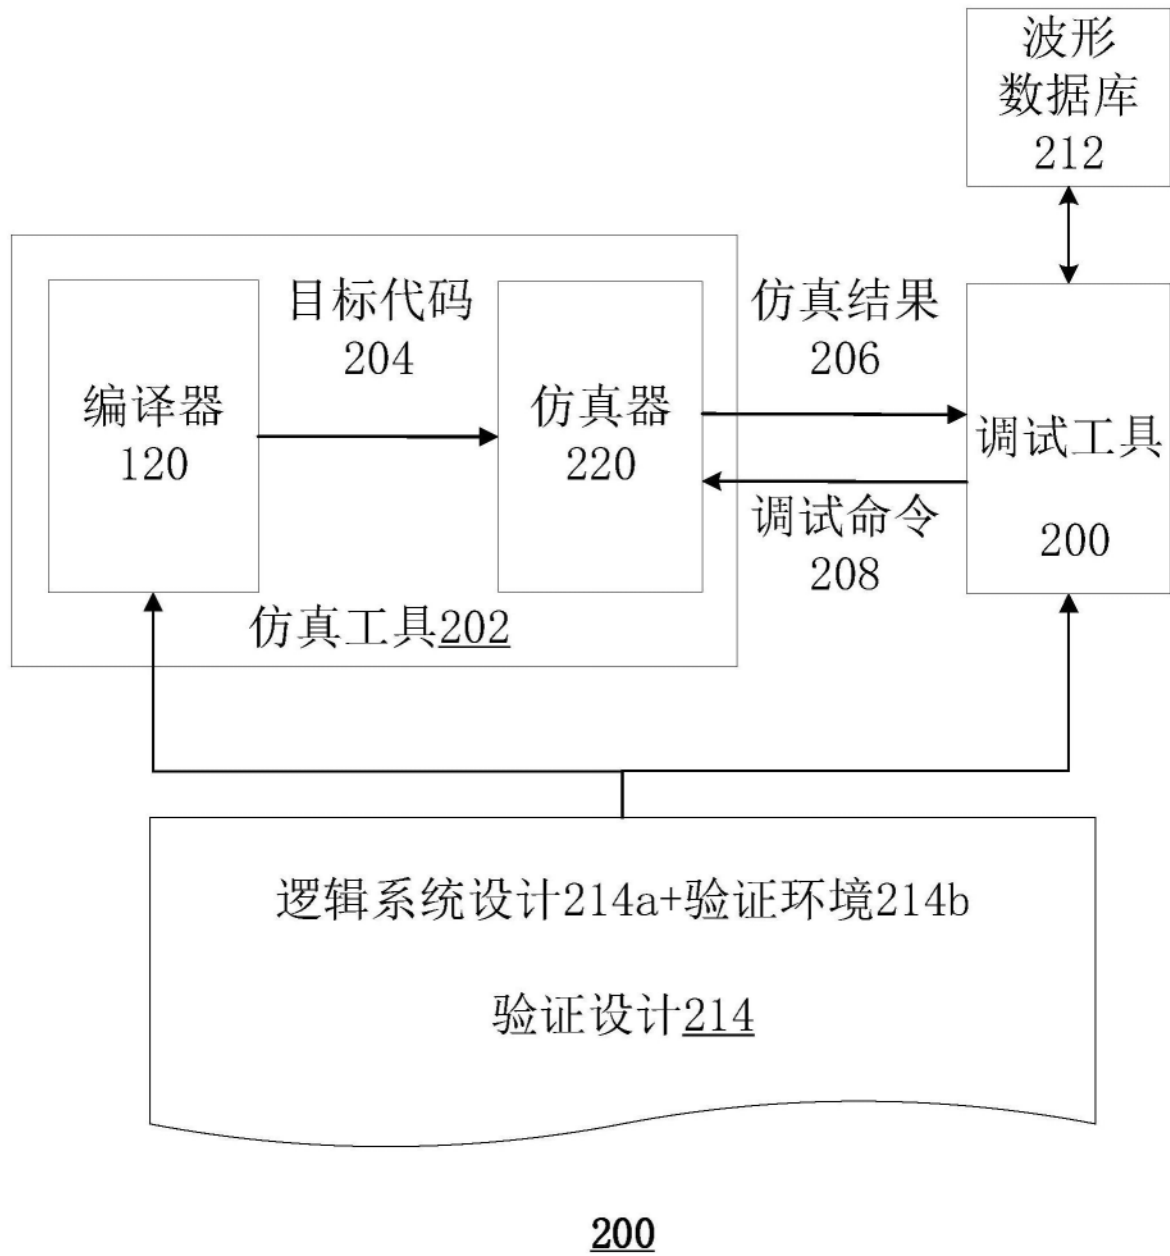 波形
数据库
212
目标代码
204
仿真结果
206
编译器
120
仿真器
220
调试工具
200
调试命令
208
仿真工具202
逻辑系统设计214a+验证环境214b
验证设计214
200